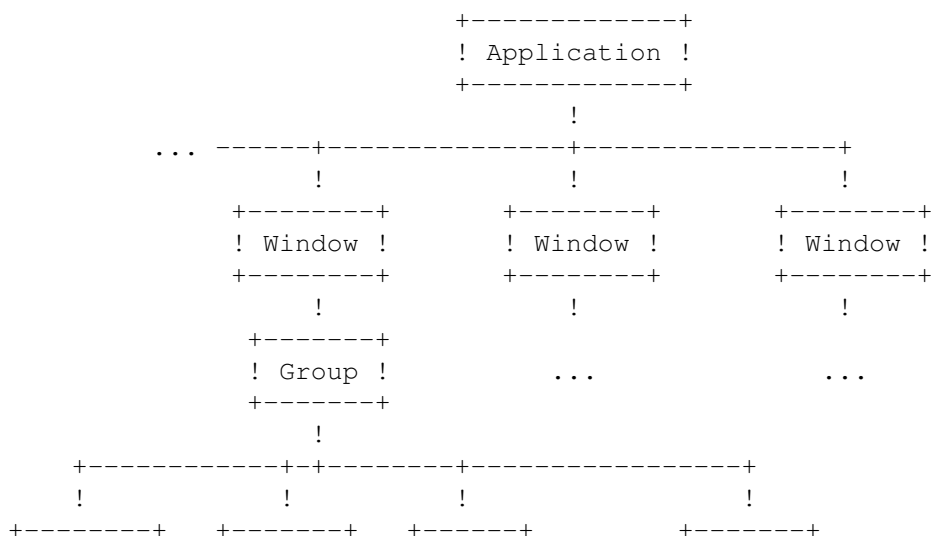 +-------------+
! Application !
+-------------+
!
... ------+---------------+----------------+
! ! !
+--------+ +--------+ +--------+
! Window ! ! Window ! ! Window !
+--------+ +--------+ +--------+
! ! !
+-------+
! Group ! ... ...
+-------+
!
+------------+-+--------+-----------------+
! ! ! !
+--------+ +-------+ +------+ +-------+